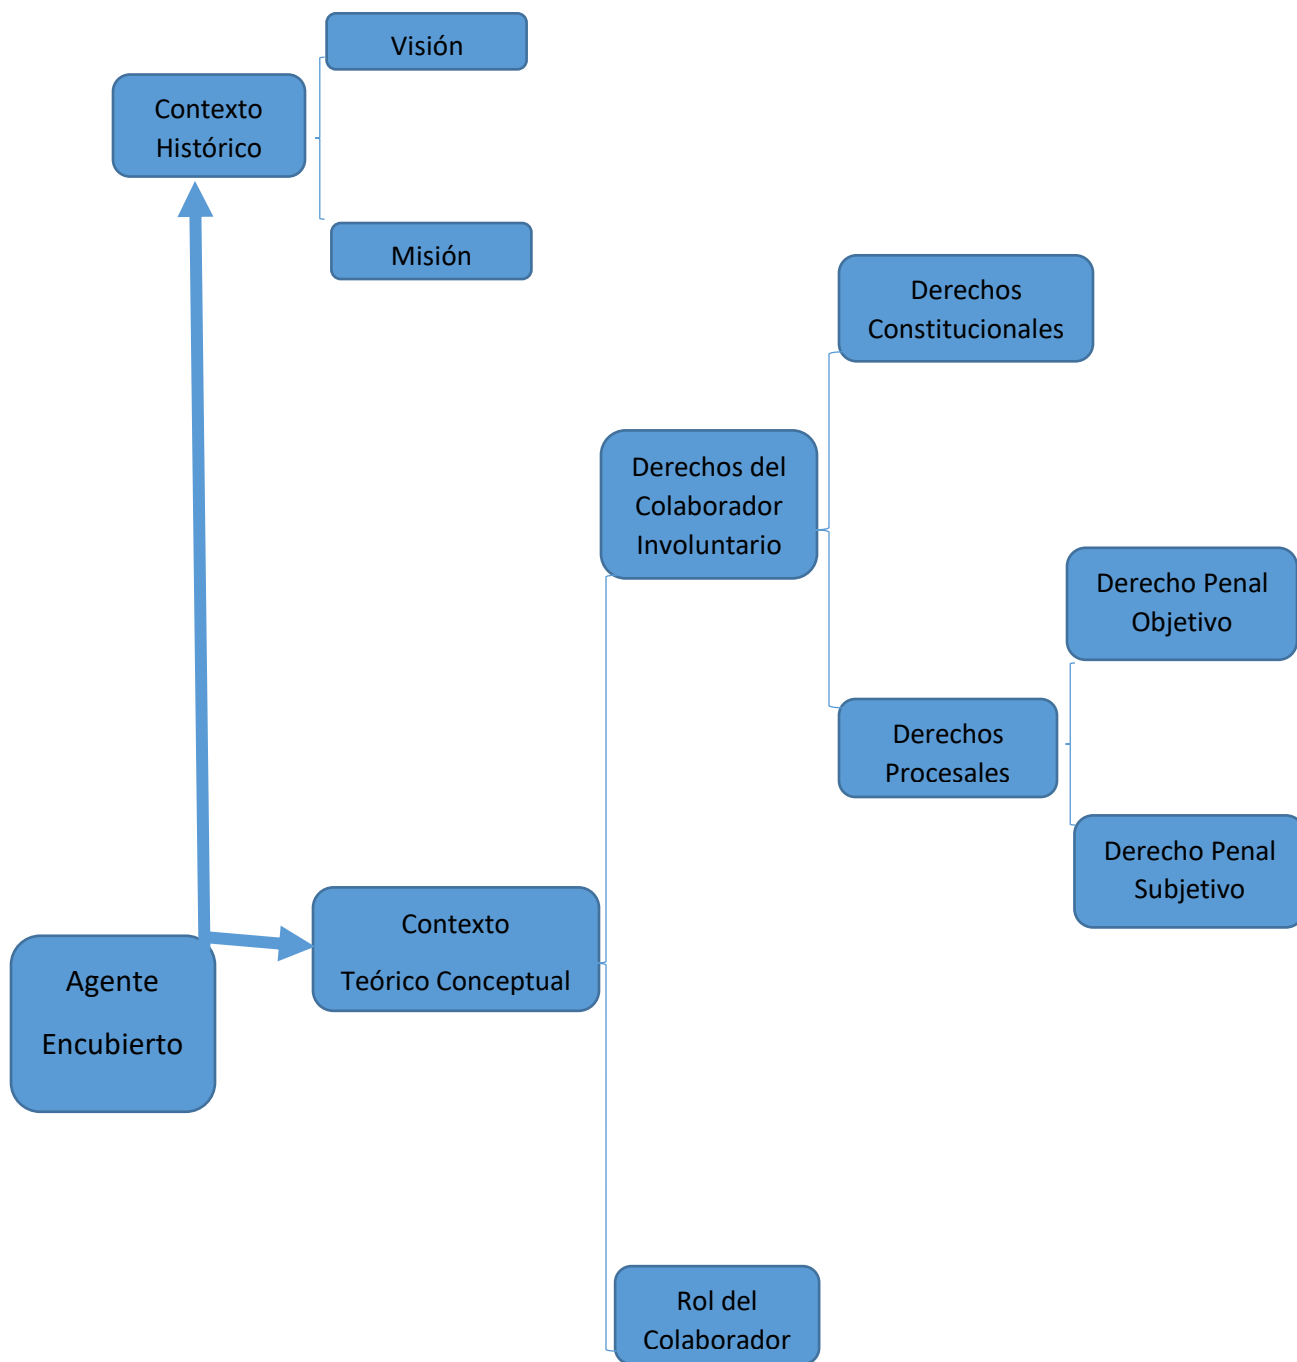 Visión
Contexto
Histórico
Misión
Derechos
Constitucionales
Derechos del
Colaborador
Involuntario
Derecho Penal
Objetivo
Derechos
Procesales
Derecho Penal
Subjetivo
Contexto
Teórico Conceptual
Agente
Encubierto
Rol del
Colaborador